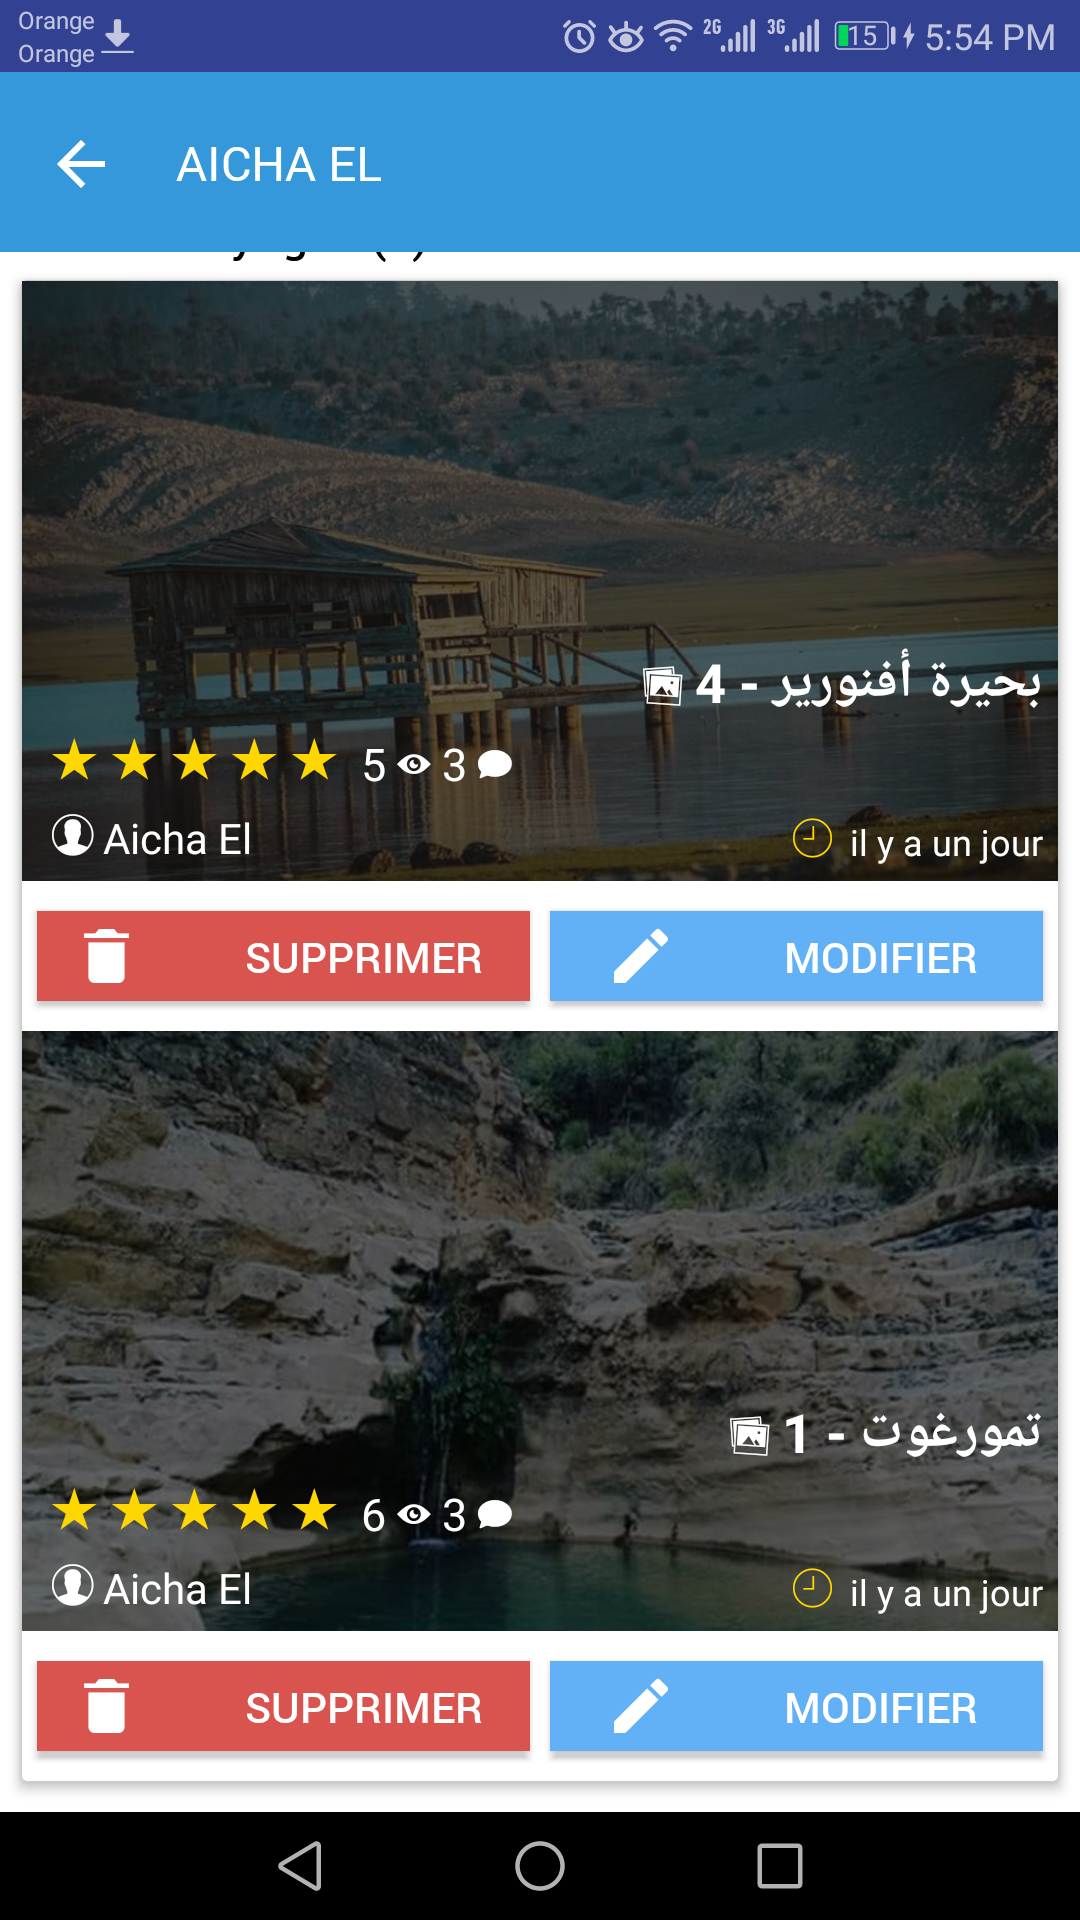 Orange
Orange
2G 3G 15 5:54 PM
AICHA EL
بحيرة أفنورير - 4
5 3
Aicha El
il y a un jour
SUPPRIMER
MODIFIER
تمورغوت - 1
6 3
Aicha El
il y a un jour
SUPPRIMER
MODIFIER